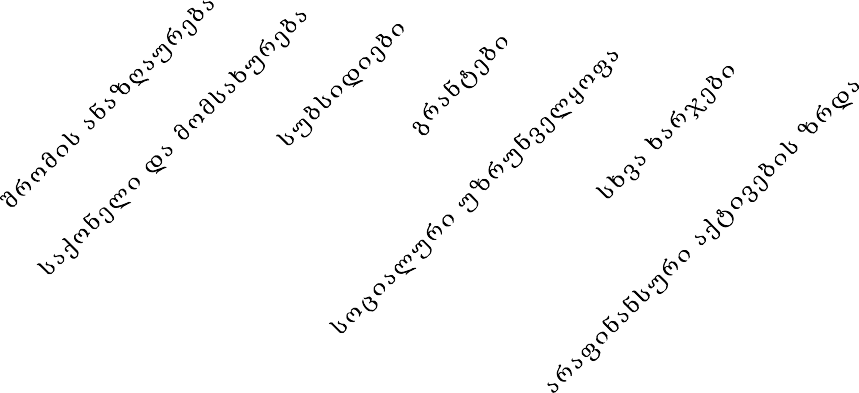 შრომის ანაზღაურება
საქონელი და მომსახურება
სუბსიდიები
გრანტები
სოციალური უზრუნველყოფა
სხვა ხარჯები
არაფინანსური აქტივების ზრდა